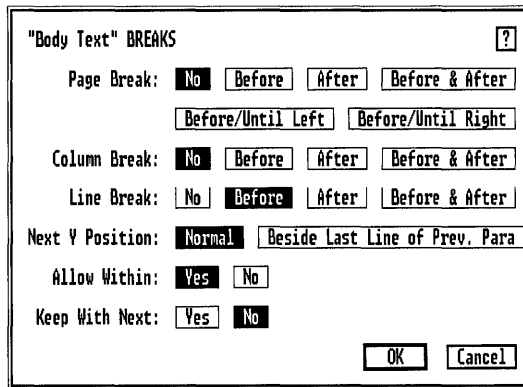 "Body Text" BREAKS ?
Page Break: No Before After Before & After
Before/Until Left Before/Until Right
Column Break: No Before After Before & After
Line Break: No Before After Before & After
Next Y Position: Normal Beside Last Line of Prev. Para
Allow Within: Yes No
Keep With Next: Yes No
OK Cancel